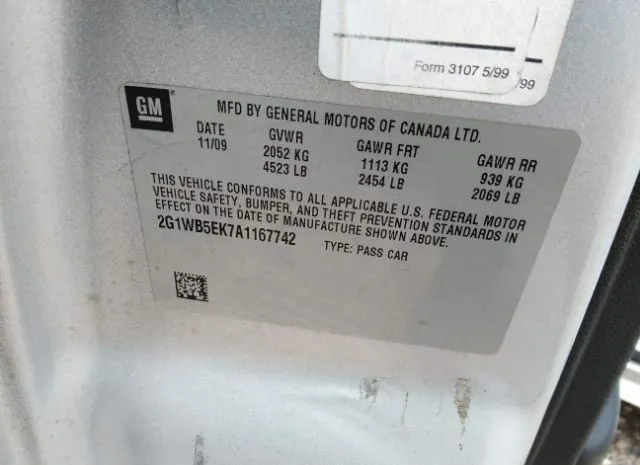 Form 3107 5/99
/99
GM
MFD BY GENERAL MOTORS OF CANADA LTD.
DATE GVWR GAWR FRT GAWR RR
11/09 2052 KG 1113 KG 939 KG
4523 LB 2454 LB 2069 LB
THIS VEHICLE CONFORMS TO ALL APPLICABLE U.S. FEDERAL MOTOR
VEHICLE SAFETY, BUMPER, AND THEFT PREVENTION STANDARDS IN
EFFECT ON THE DATE OF MANUFACTURE SHOWN ABOVE.
2G1WB5EK7A1167742 TYPE: PASS CAR